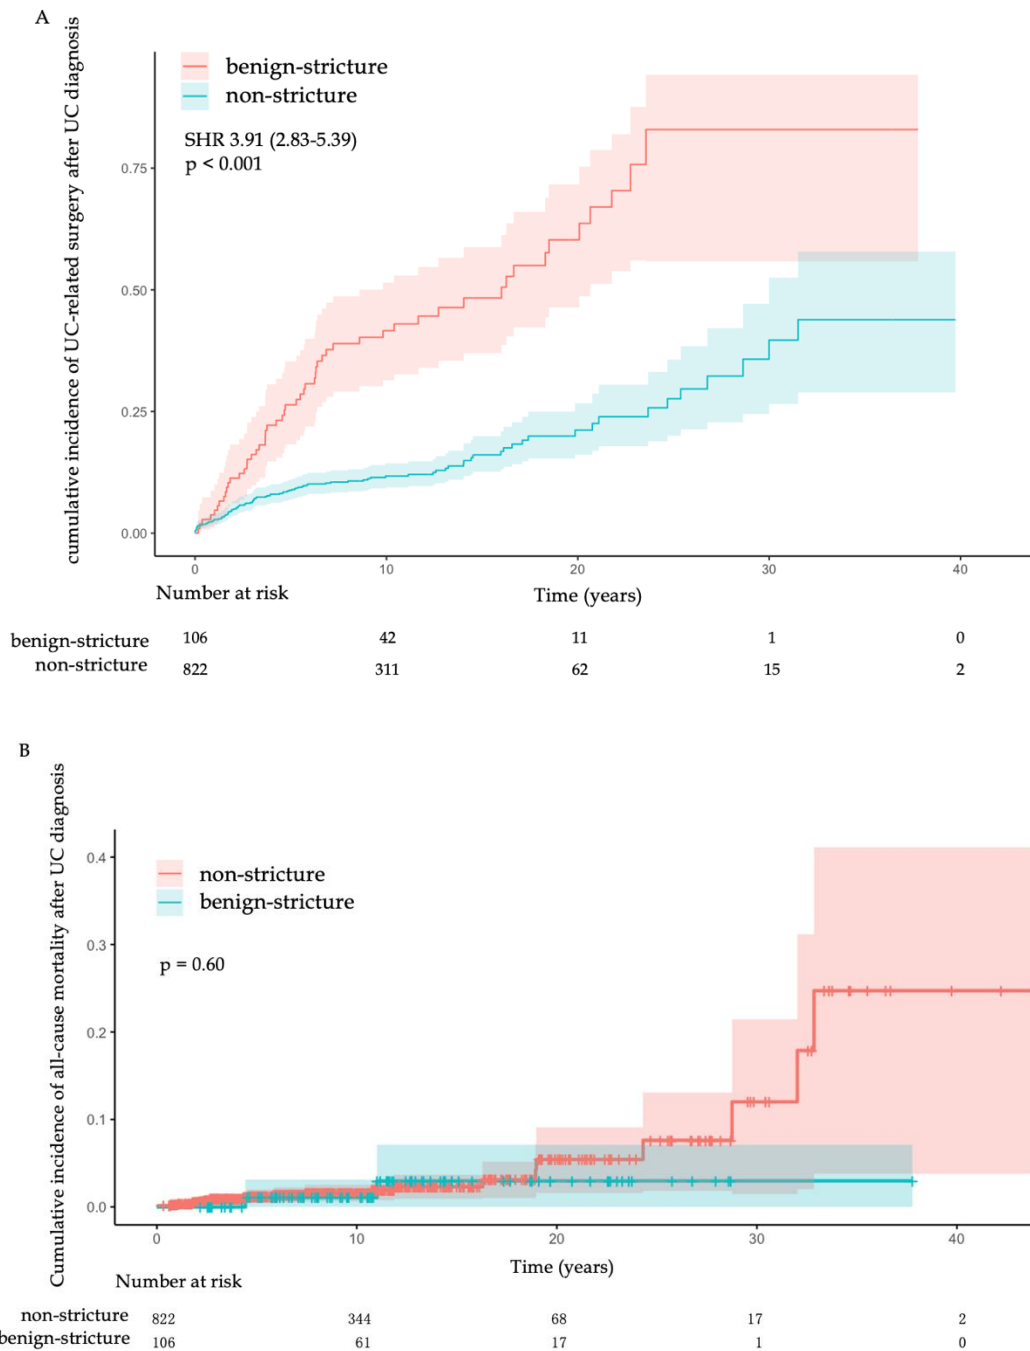 A
cumulative incidence of UC-related surgery after UC diagnosis
benign-stricture
non-stricture
SHR 3.91 (2.83-5.39)
p < 0.001
0.75
0.50
0.25
0.00
0 10 20 30 40
Number at risk
Time (years)
benign-stricture 106 42 11 1 0
non-stricture 822 311 62 15 2
B
Cumulative incidence of all-cause mortality after UC diagnosis
non-stricture
benign-stricture
p = 0.60
0.4
0.3
0.2
0.1
0.0
0 10 20 30 40
Time (years)
Number at risk
non-stricture 822 344 68 17 2
benign-stricture 106 61 17 1 0